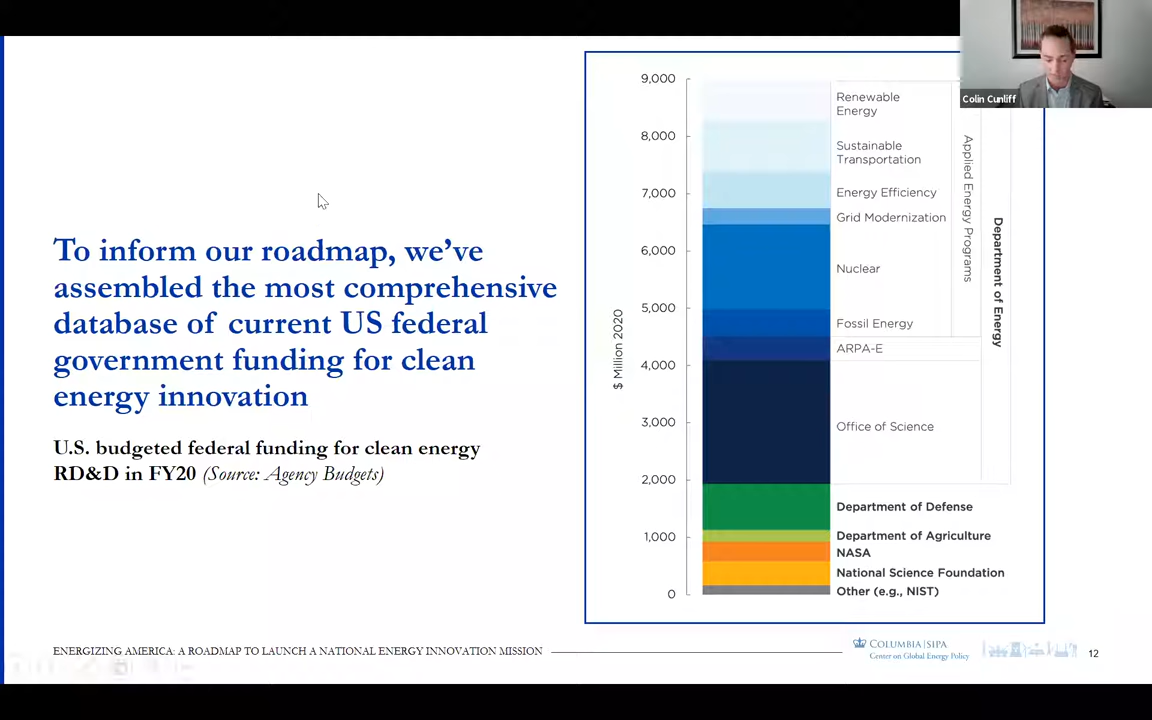 Colin Cunliff
To inform our roadmap, we’ve
assembled the most comprehensive
database of current US federal
government funding for clean
energy innovation
U.S. budgeted federal funding for clean energy
RD&D in FY20 (Source: Agency Budgets)
$ Million 2020
9,000
8,000
7,000
6,000
5,000
4,000
3,000
2,000
1,000
0
Renewable
Energy
Sustainable
Transportation
Energy Efficiency
Grid Modernization
Nuclear
Fossil Energy
ARPA-E
Office of Science
Department of Defense
Department of Agriculture
NASA
National Science Foundation
Other (e.g., NIST)
Applied Energy Programs
Department of Energy
ENERGIZING AMERICA: A ROADMAP TO LAUNCH A NATIONAL ENERGY INNOVATION MISSION
COLUMBIA | SIPA
Center on Global Energy Policy
12